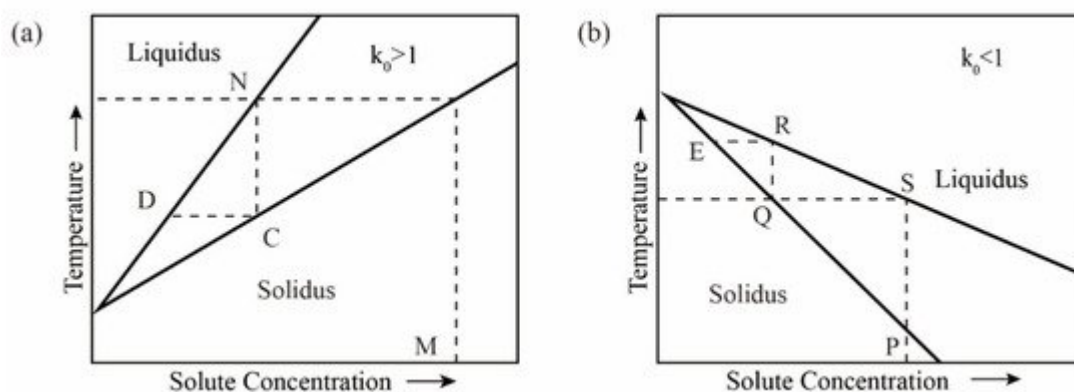 (a)
Liquidus
k₀>1
N
D
C
Solidus
M
Temperature
Solute Concentration
(b)
k₀<1
R
E
S
Liquidus
Q
Solidus
P
Temperature
Solute Concentration